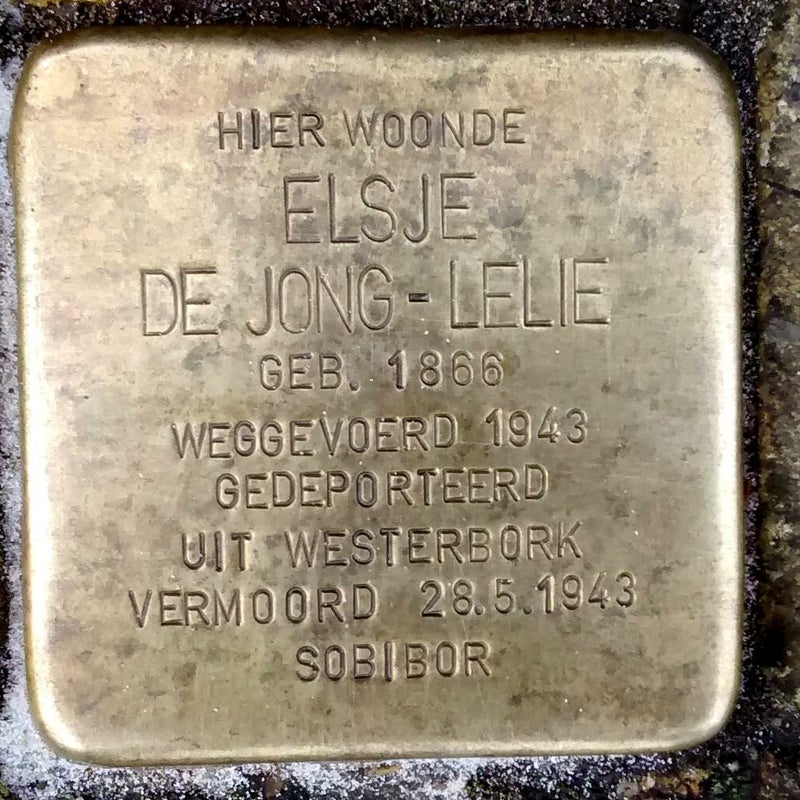 HIER WOONDE
ELSJE
DE JONG - LELIE
GEB. 1866
WEGGEVOERD 1943
GEDEPORTEERD
UIT WESTERBORK
VERMOORD 28.5.1943
SOBIBOR